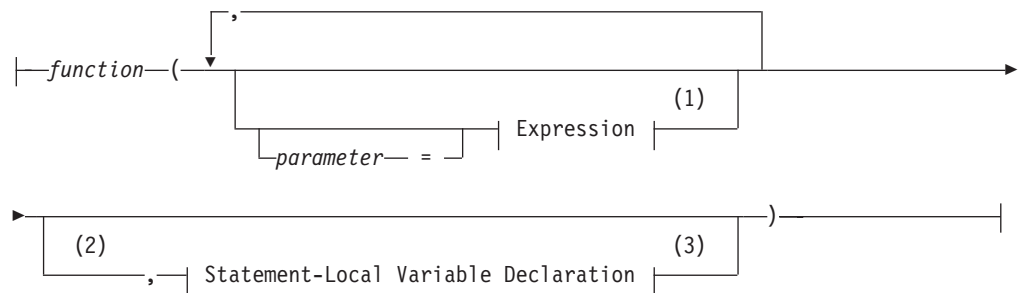 ,
function (
(1)
Expression
parameter =
)
(2) (3)
, Statement-Local Variable Declaration